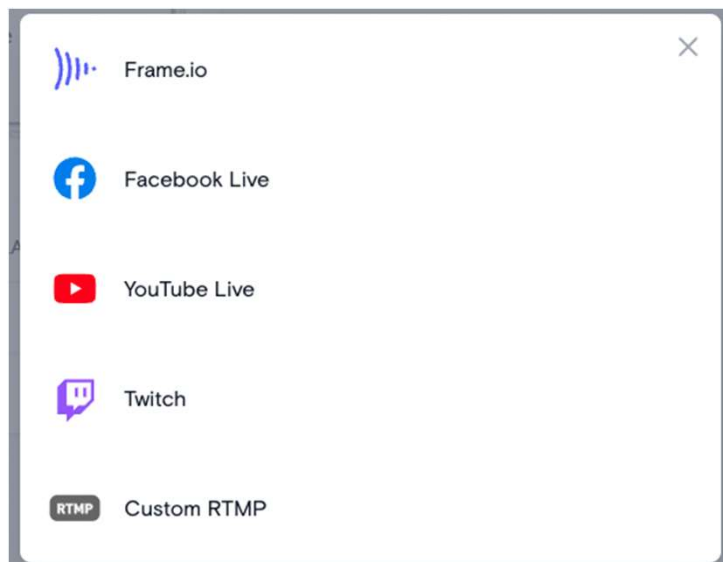 Frame.io
Facebook Live
YouTube Live
Twitch
RTMP Custom RTMP